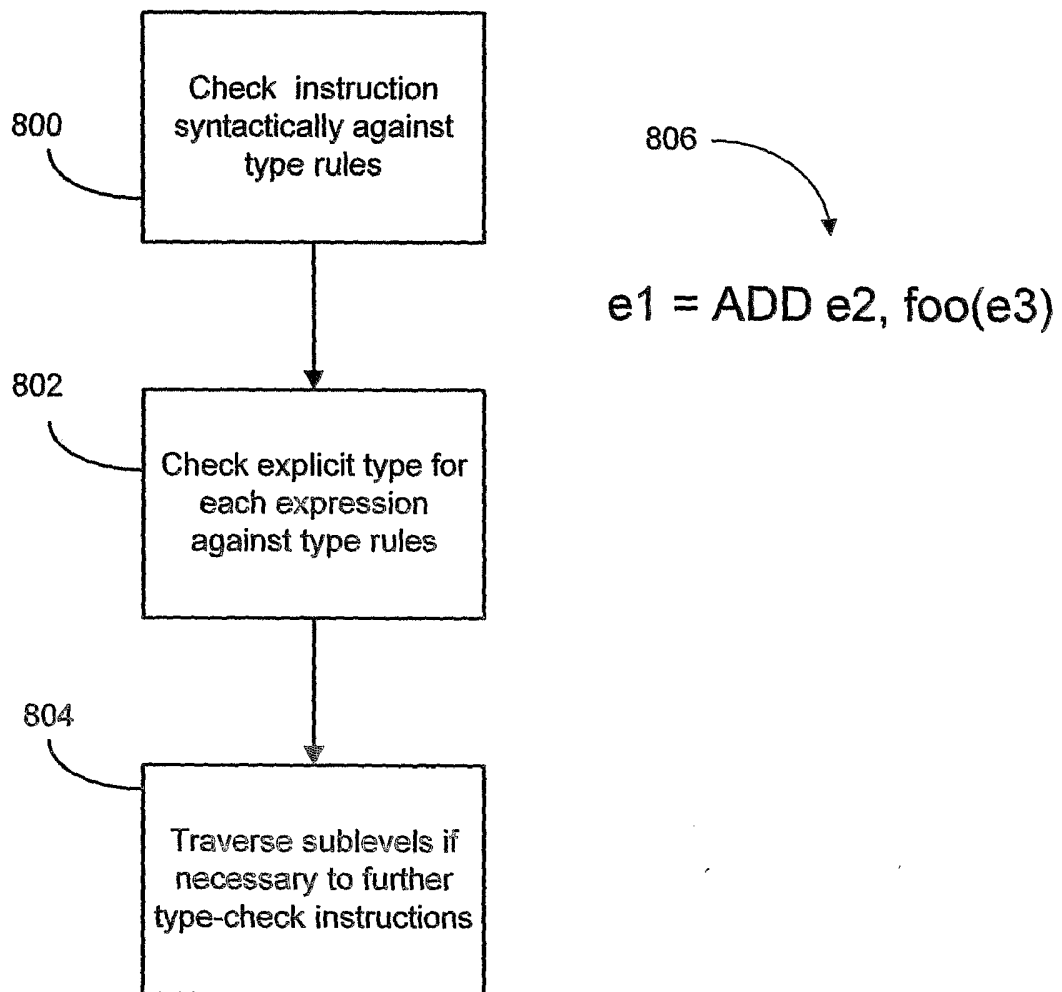 800
Check instruction
syntactically against
type rules
806
e1 = ADD e2, foo(e3)
802
Check explicit type for
each expression
against type rules
804
Traverse sublevels if
necessary to further
type-check instructions